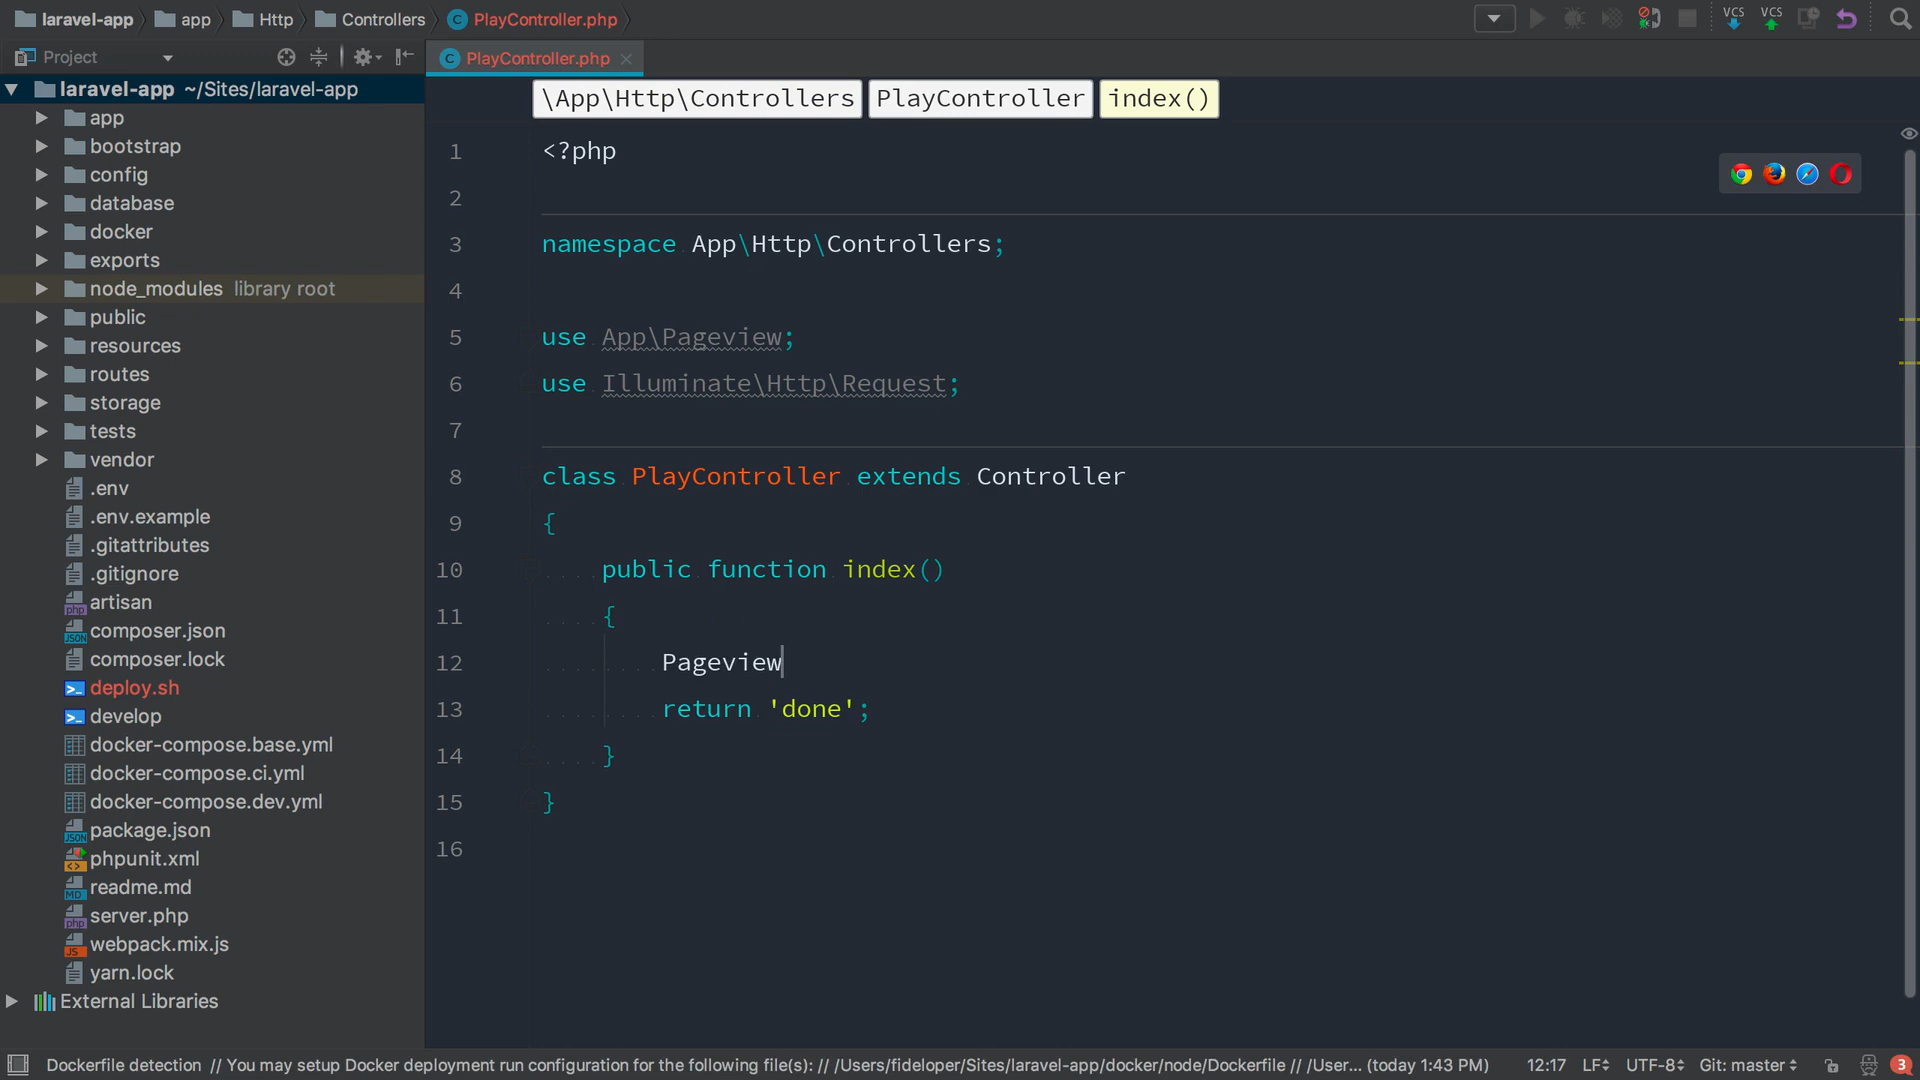 laravel-app app Http Controllers PlayController.php
VCS VCS
Project
PlayController.php
laravel-app ~/Sites/laravel-app
app
bootstrap
config
database
docker
exports
node_modules library root
public
resources
routes
storage
tests
vendor
.env
.env.example
.gitattributes
.gitignore
artisan
composer.json
composer.lock
deploy.sh
develop
docker-compose.base.yml
docker-compose.ci.yml
docker-compose.dev.yml
package.json
phpunit.xml
readme.md
server.php
webpack.mix.js
yarn.lock
External Libraries
\App\Http\Controllers PlayController index()
1 <?php
2
3 namespace App\Http\Controllers;
4
5 use App\Pageview;
6 use Illuminate\Http\Request;
7
8 class PlayController extends Controller
9 {
10 public function index()
11 {
12 Pageview
13 return 'done';
14 }
15 }
16
Dockerfile detection // You may setup Docker deployment run configuration for the following file(s): // /Users/fideloper/Sites/laravel-app/docker/node/Dockerfile // /User... (today 1:43 PM) 12:17 LF UTF-8 Git: master 3